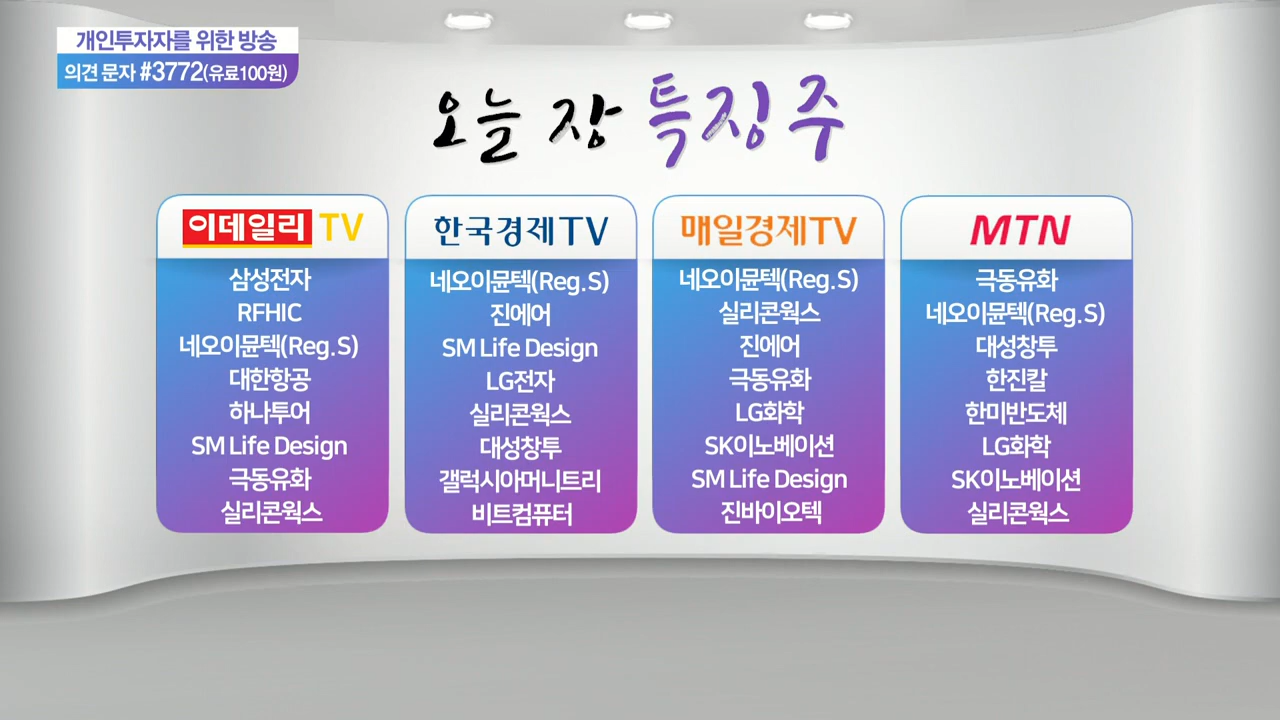 개인투자자를 위한 방송
의견 문자 #3772(유료100원)
오늘 장 특징주
이데일리 TV
삼성전자
RFHIC
네오이뮨텍(Reg.S)
대한항공
하나투어
SM Life Design
극동유화
실리콘웍스
한국경제TV
네오이뮨텍(Reg.S)
진에어
SM Life Design
LG전자
실리콘웍스
대성창투
갤럭시아머니트리
비트컴퓨터
매일경제TV
네오이뮨텍(Reg.S)
실리콘웍스
진에어
극동유화
LG화학
SK이노베이션
SM Life Design
진바이오텍
MTN
극동유화
네오이뮨텍(Reg.S)
대성창투
한진칼
한미반도체
LG화학
SK이노베이션
실리콘웍스